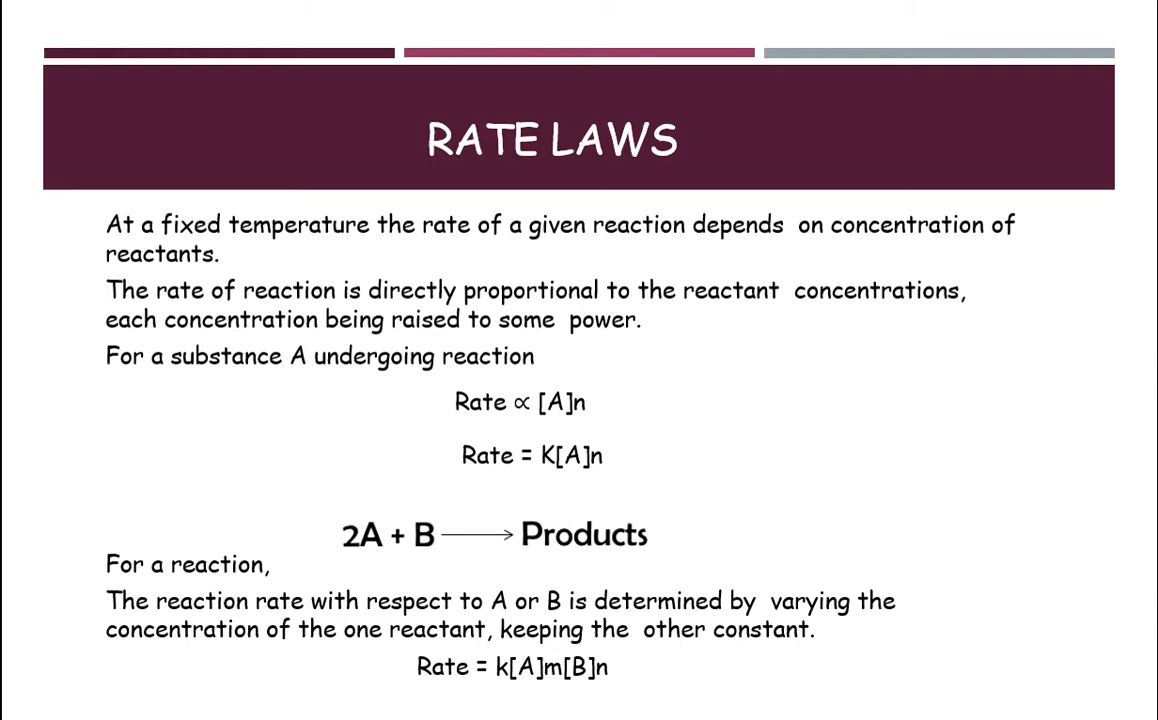 RATE LAWS
At a fixed temperature the rate of a given reaction depends on concentration of
reactants.
The rate of reaction is directly proportional to the reactant concentrations,
each concentration being raised to some power.
For a substance A undergoing reaction
Rate ∝ [A]n
Rate = K[A]n
2A + B ⟶ Products
For a reaction,
The reaction rate with respect to A or B is determined by varying the
concentration of the one reactant, keeping the other constant.
Rate = k[A]m[B]n